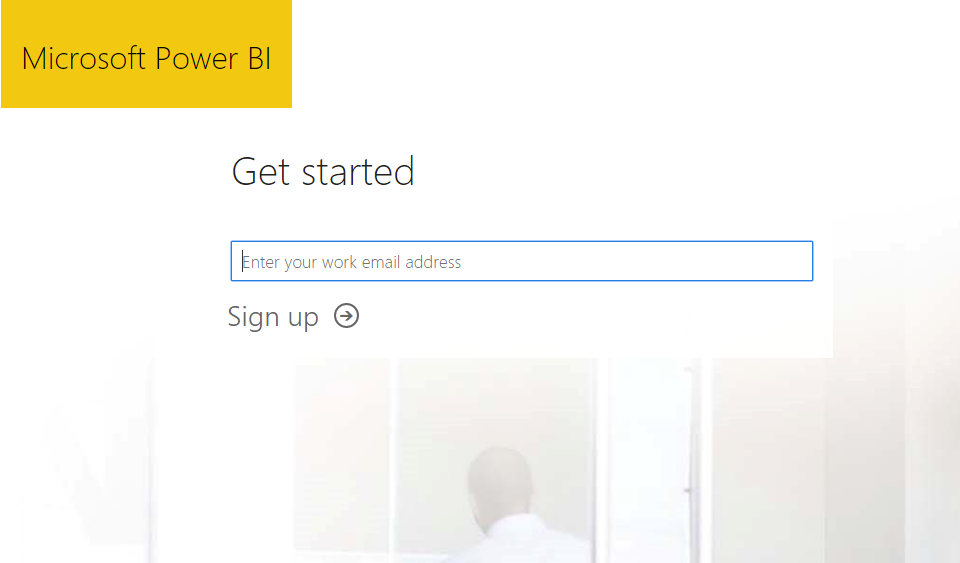 Microsoft Power BI
Get started
Enter your work email address
Sign up